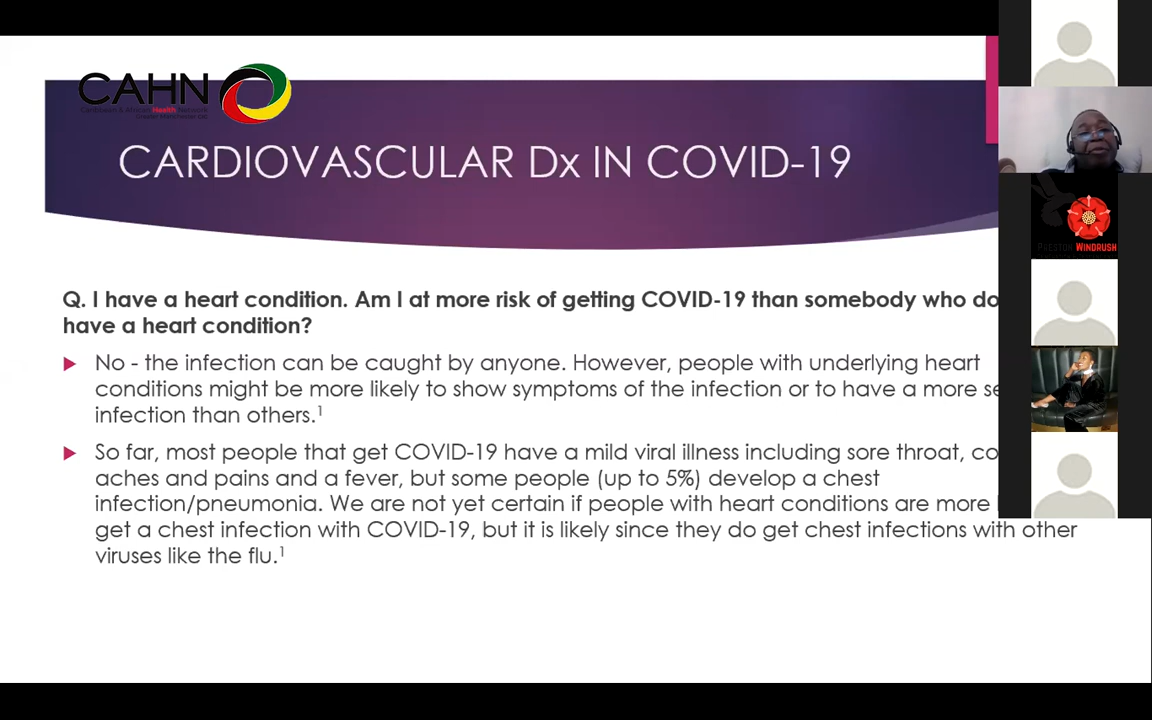 CAHN
Caribbean & African Health Network
CARDIOVASCULAR Dx IN COVID-19
PRESTON WINDRUSH
Q. I have a heart condition. Am I at more risk of getting COVID-19 than somebody who do
have a heart condition?
No - the infection can be caught by anyone. However, people with underlying heart
conditions might be more likely to show symptoms of the infection or to have a more se
infection than others.1
So far, most people that get COVID-19 have a mild viral illness including sore throat, co
aches and pains and a fever, but some people (up to 5%) develop a chest
infection/pneumonia. We are not yet certain if people with heart conditions are more
get a chest infection with COVID-19, but it is likely since they do get chest infections with other
viruses like the flu.1